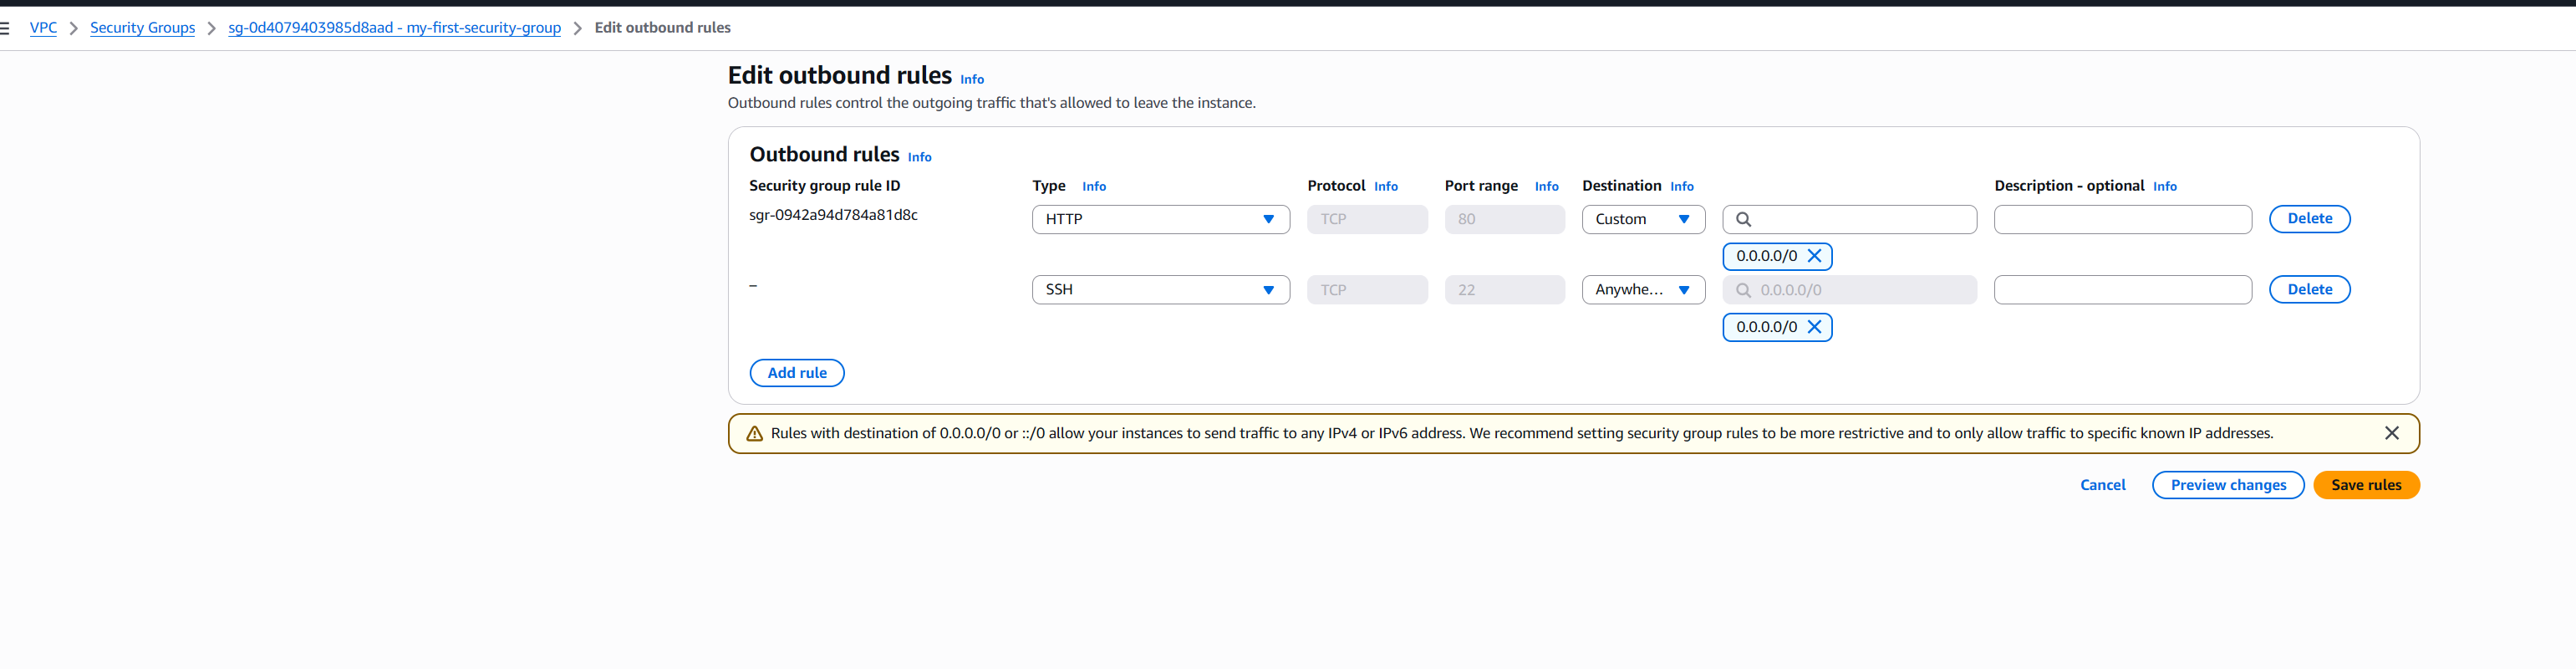 VPC > Security Groups > sg-0d4079403985d8aad - my-first-security-group > Edit outbound rules
Edit outbound rules Info
Outbound rules control the outgoing traffic that's allowed to leave the instance.
Outbound rules Info
Security group rule ID Type Info Protocol Info Port range Info Destination Info Description - optional Info
sgr-0942a94d784a81d8c HTTP TCP 80 Custom Delete
0.0.0.0/0
– SSH TCP 22 Anywhe... 0.0.0.0/0 Delete
0.0.0.0/0
Add rule
Rules with destination of 0.0.0.0/0 or ::/0 allow your instances to send traffic to any IPv4 or IPv6 address. We recommend setting security group rules to be more restrictive and to only allow traffic to specific known IP addresses.
Cancel Preview changes Save rules